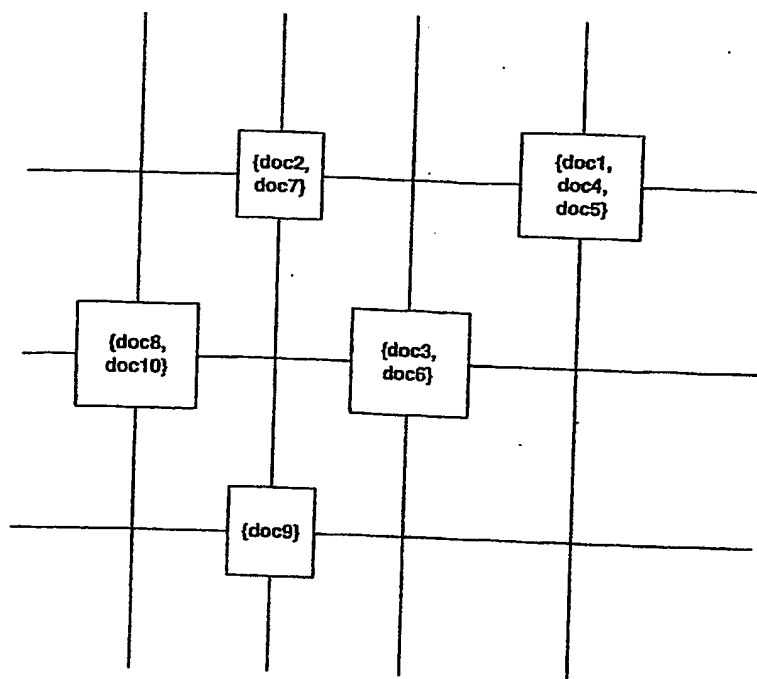 {doc2,
doc7}
{doc1,
doc4,
doc5}
{doc8,
doc10}
{doc3,
doc6}
{doc9}